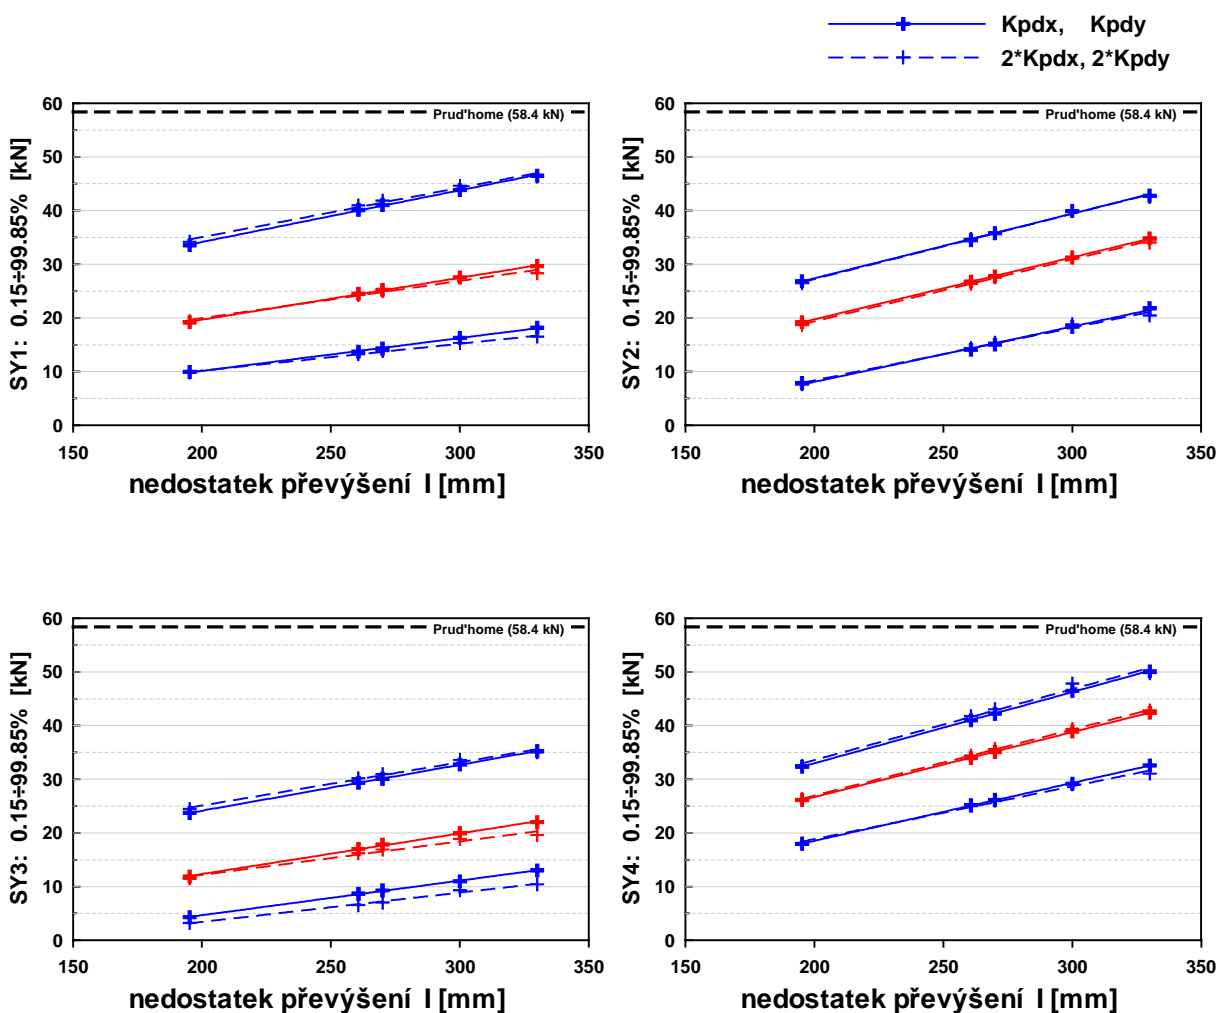 Kpdx, Kpdy
2*Kpdx, 2*Kpdy
SY1: 0.15÷99.85% [kN]
60
50
40
30
20
10
0
Prud'home (58.4 kN)
150 200 250 300 350
nedostatek převýšení I [mm]
SY2: 0.15÷99.85% [kN]
60
50
40
30
20
10
0
Prud'home (58.4 kN)
150 200 250 300 350
nedostatek převýšení I [mm]
SY3: 0.15÷99.85% [kN]
60
50
40
30
20
10
0
Prud'home (58.4 kN)
150 200 250 300 350
nedostatek převýšení I [mm]
SY4: 0.15÷99.85% [kN]
60
50
40
30
20
10
0
Prud'home (58.4 kN)
150 200 250 300 350
nedostatek převýšení I [mm]